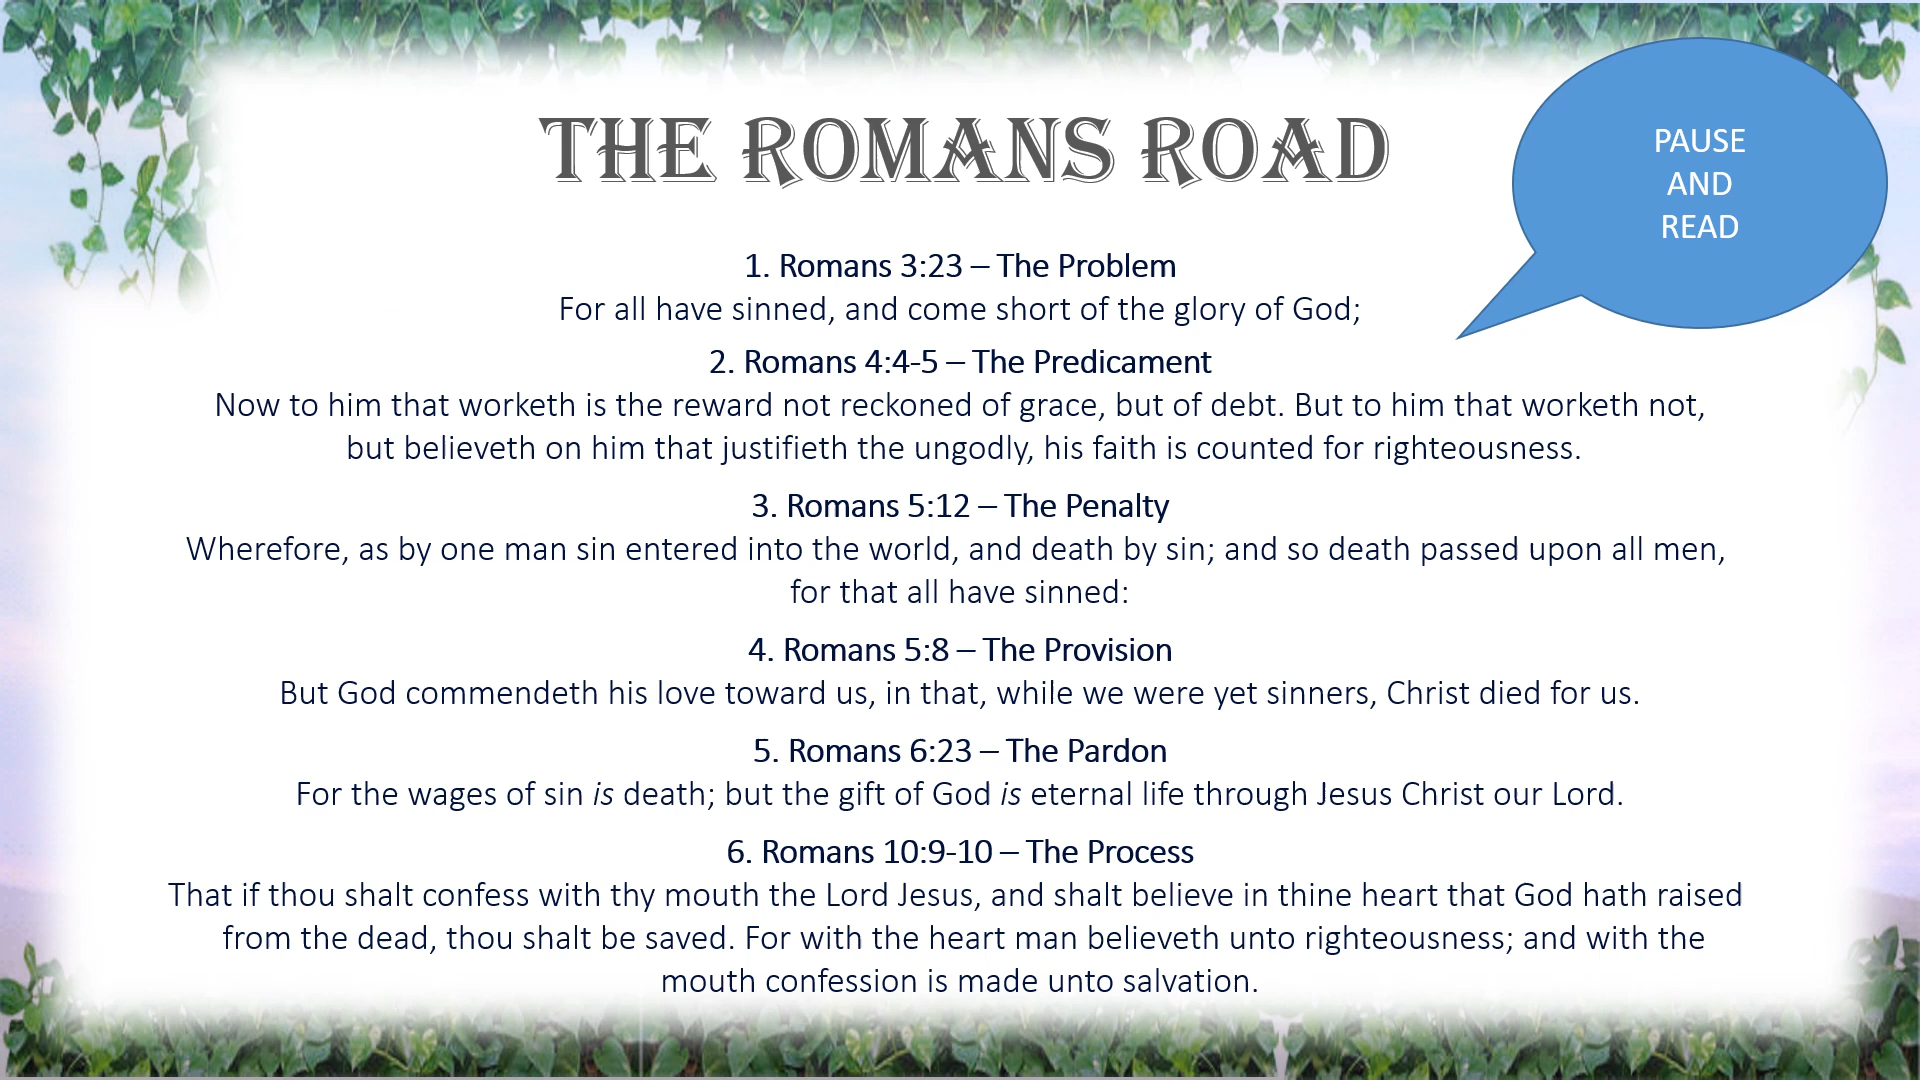 THE ROMANS ROAD
PAUSE
AND
READ
1. Romans 3:23 – The Problem
For all have sinned, and come short of the glory of God;
2. Romans 4:4-5 – The Predicament
Now to him that worketh is the reward not reckoned of grace, but of debt. But to him that worketh not,
but believeth on him that justifieth the ungodly, his faith is counted for righteousness.
3. Romans 5:12 – The Penalty
Wherefore, as by one man sin entered into the world, and death by sin; and so death passed upon all men,
for that all have sinned:
4. Romans 5:8 – The Provision
But God commendeth his love toward us, in that, while we were yet sinners, Christ died for us.
5. Romans 6:23 – The Pardon
For the wages of sin is death; but the gift of God is eternal life through Jesus Christ our Lord.
6. Romans 10:9-10 – The Process
That if thou shalt confess with thy mouth the Lord Jesus, and shalt believe in thine heart that God hath raised
from the dead, thou shalt be saved. For with the heart man believeth unto righteousness; and with the
mouth confession is made unto salvation.